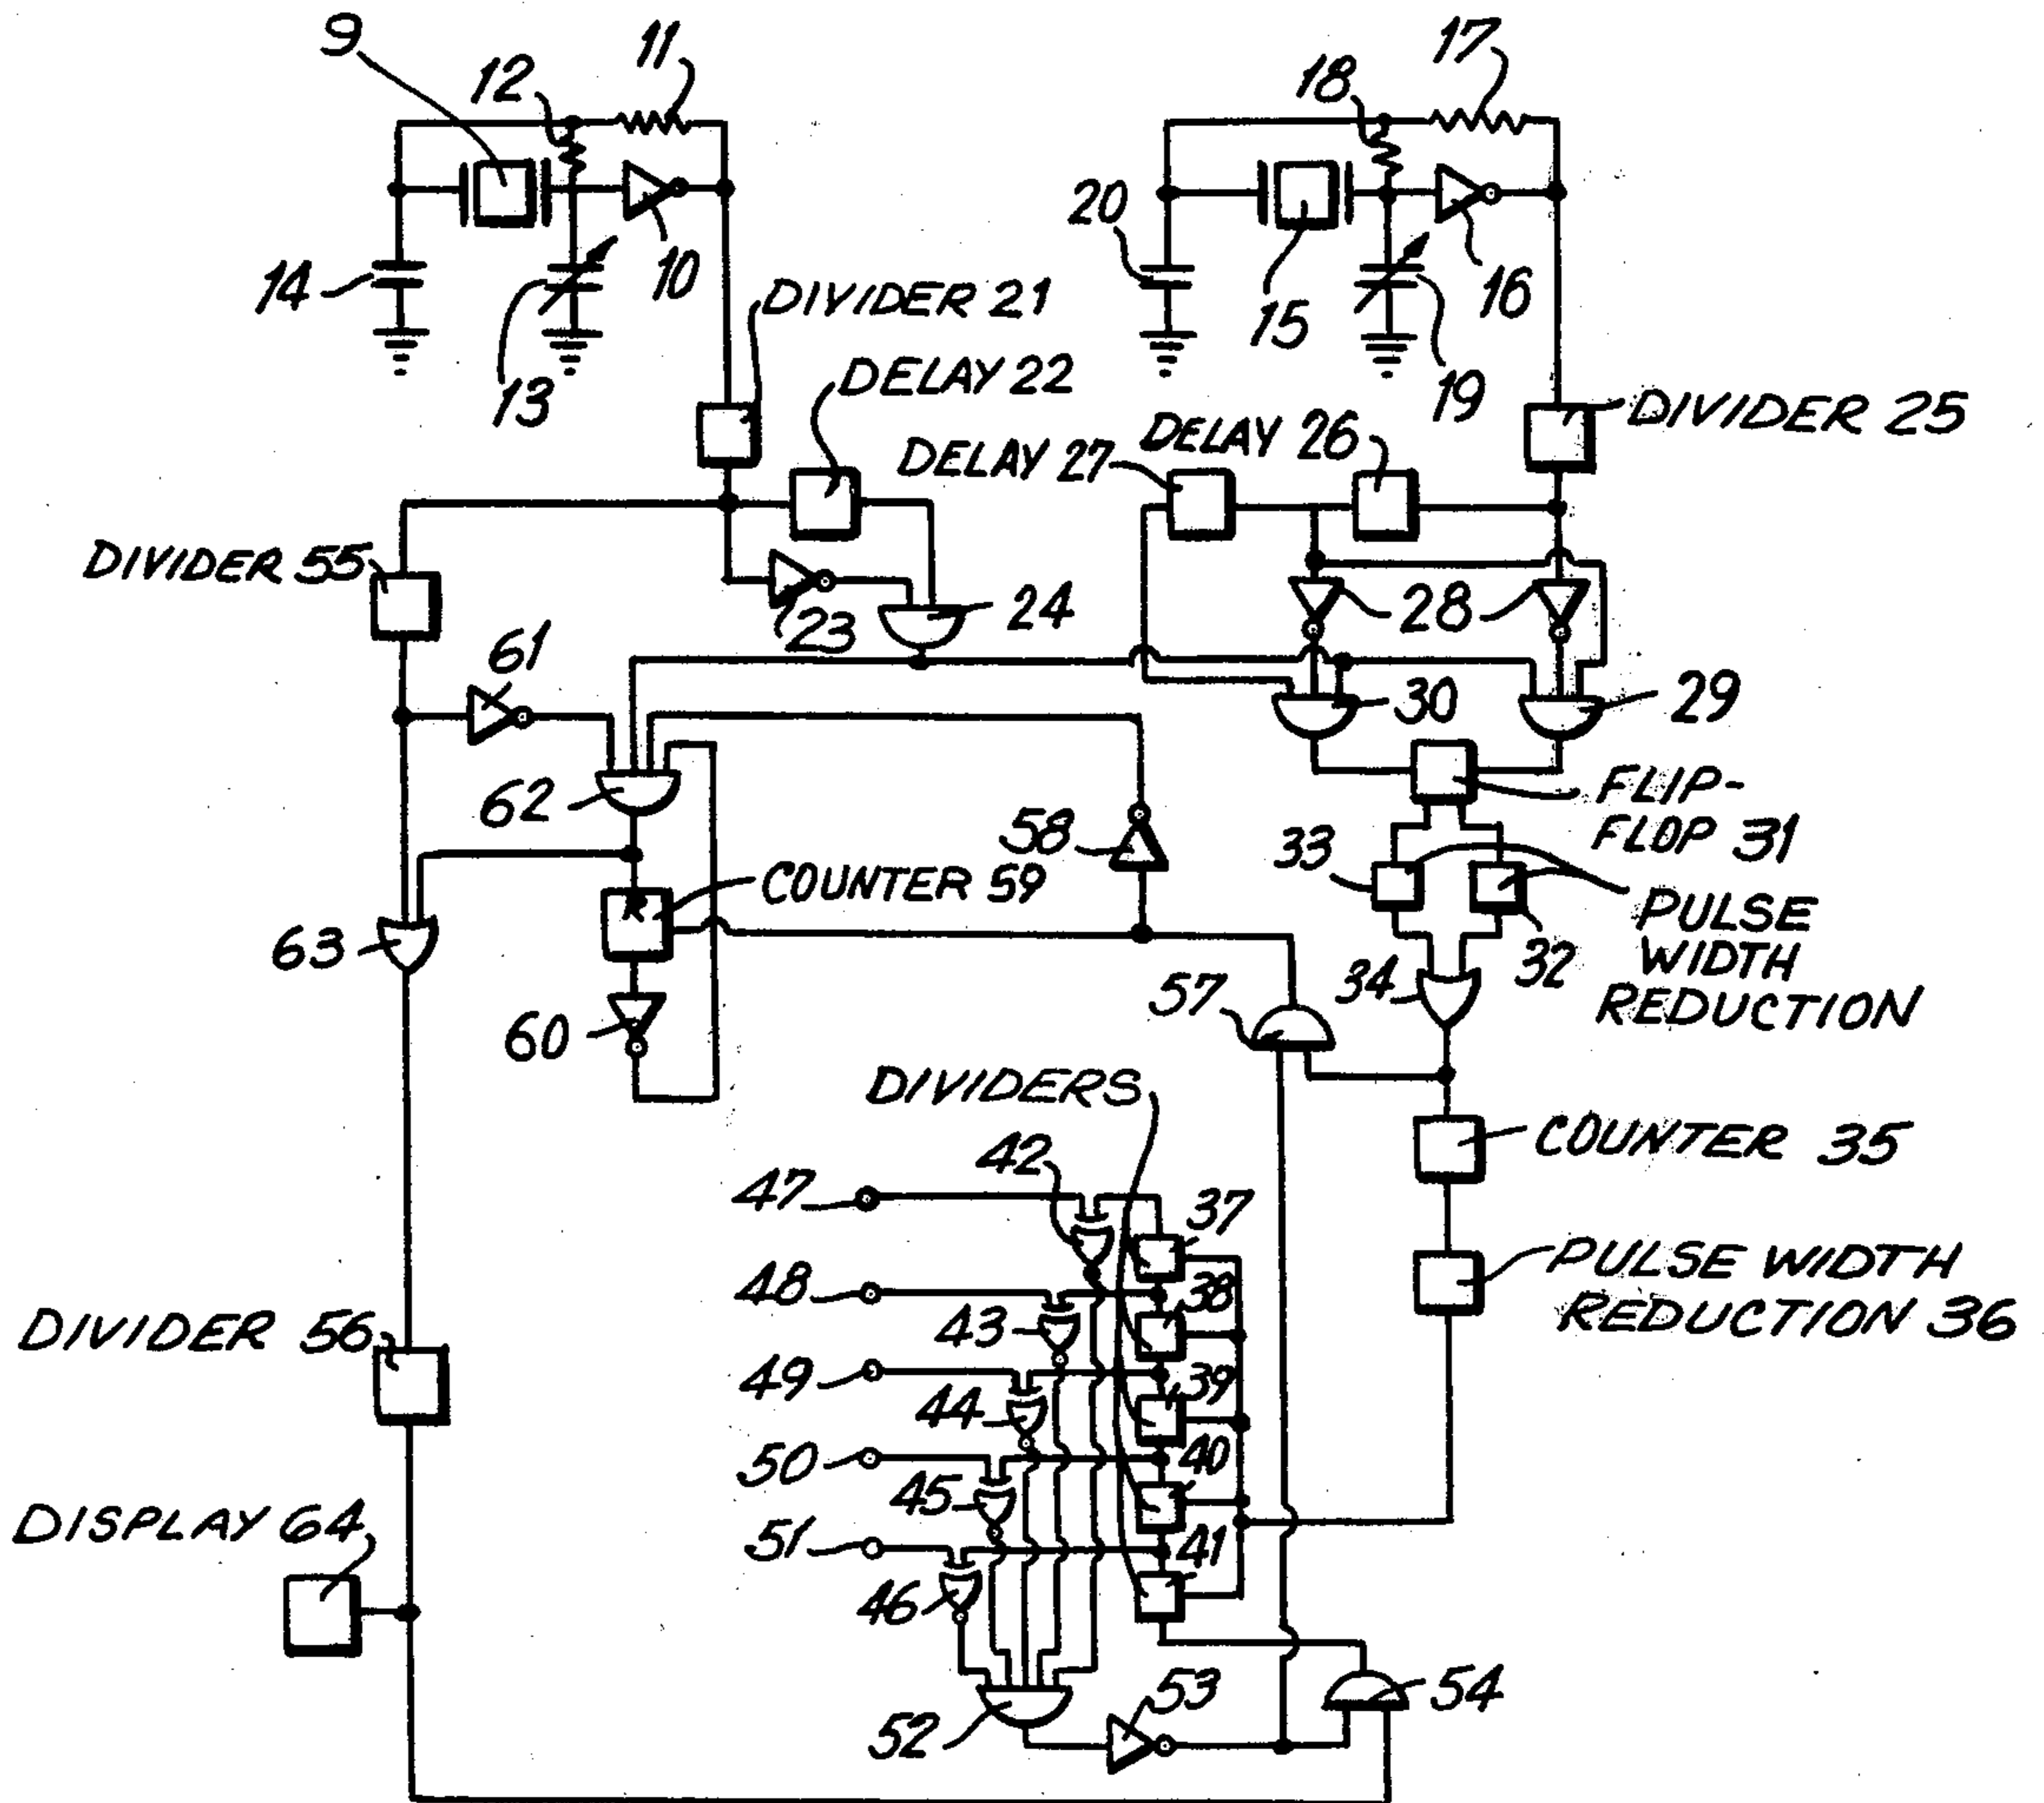 9
11
12
17
18
14
13
10
20
15
16
19
DIVIDER 21
DELAY 22
DELAY 26
DELAY 27
DIVIDER 25
DIVIDER 55
23
24
28
61
30
29
62
58
FLIP-
FLOP 31
33
COUNTER 59
PULSE
WIDTH
REDUCTION
63
32
34
60
57
DIVIDERS
42
COUNTER 35
47
37
48
43
38
PULSE WIDTH
REDUCTION 36
DIVIDER 56
49
44
39
50
45
40
DISPLAY 64
51
46
41
R
52
53
54